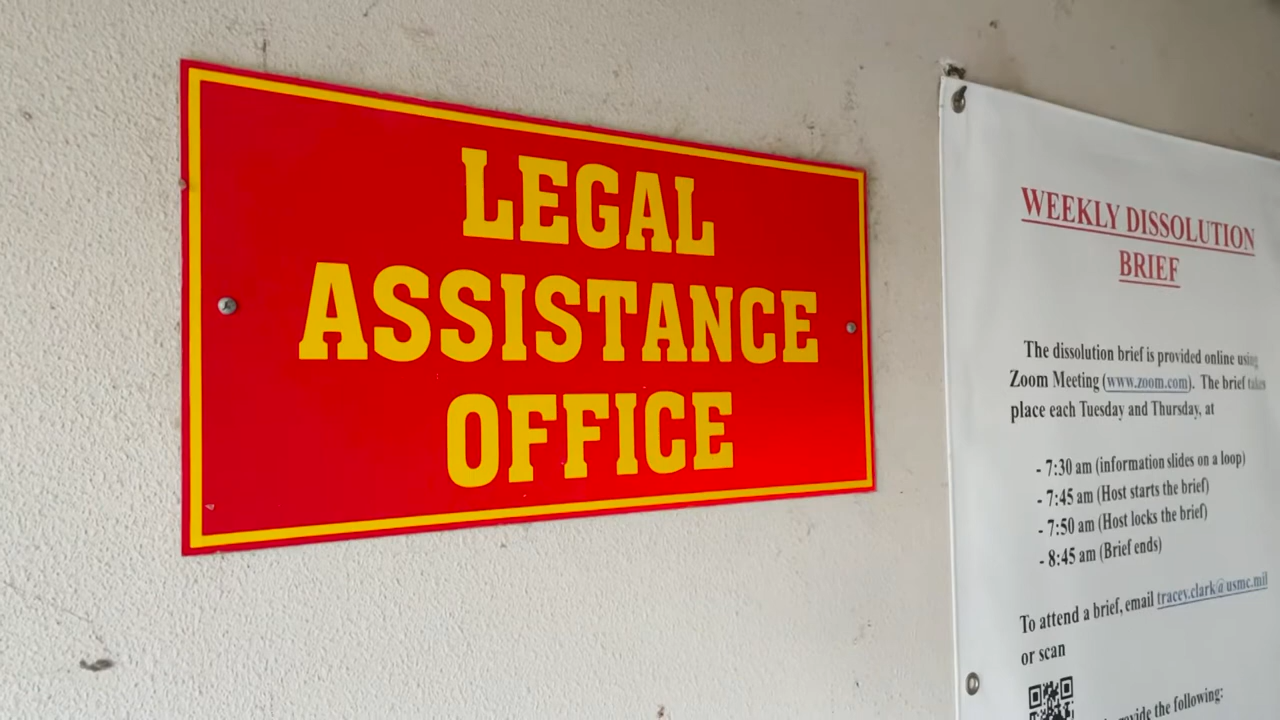 LEGAL
ASSISTANCE
OFFICE
WEEKLY DISSOLUTION
BRIEF
The dissolution brief is provided online using
Zoom Meeting (www.zoom.com). The brief takes
place each Tuesday and Thursday, at
- 7:30 am (information slides on a loop)
- 7:45 am (Host starts the brief)
- 7:50 am (Host locks the brief)
- 8:45 am (Brief ends)
To attend a brief, email tracey.clark@usmc.mil
or scan
the following: